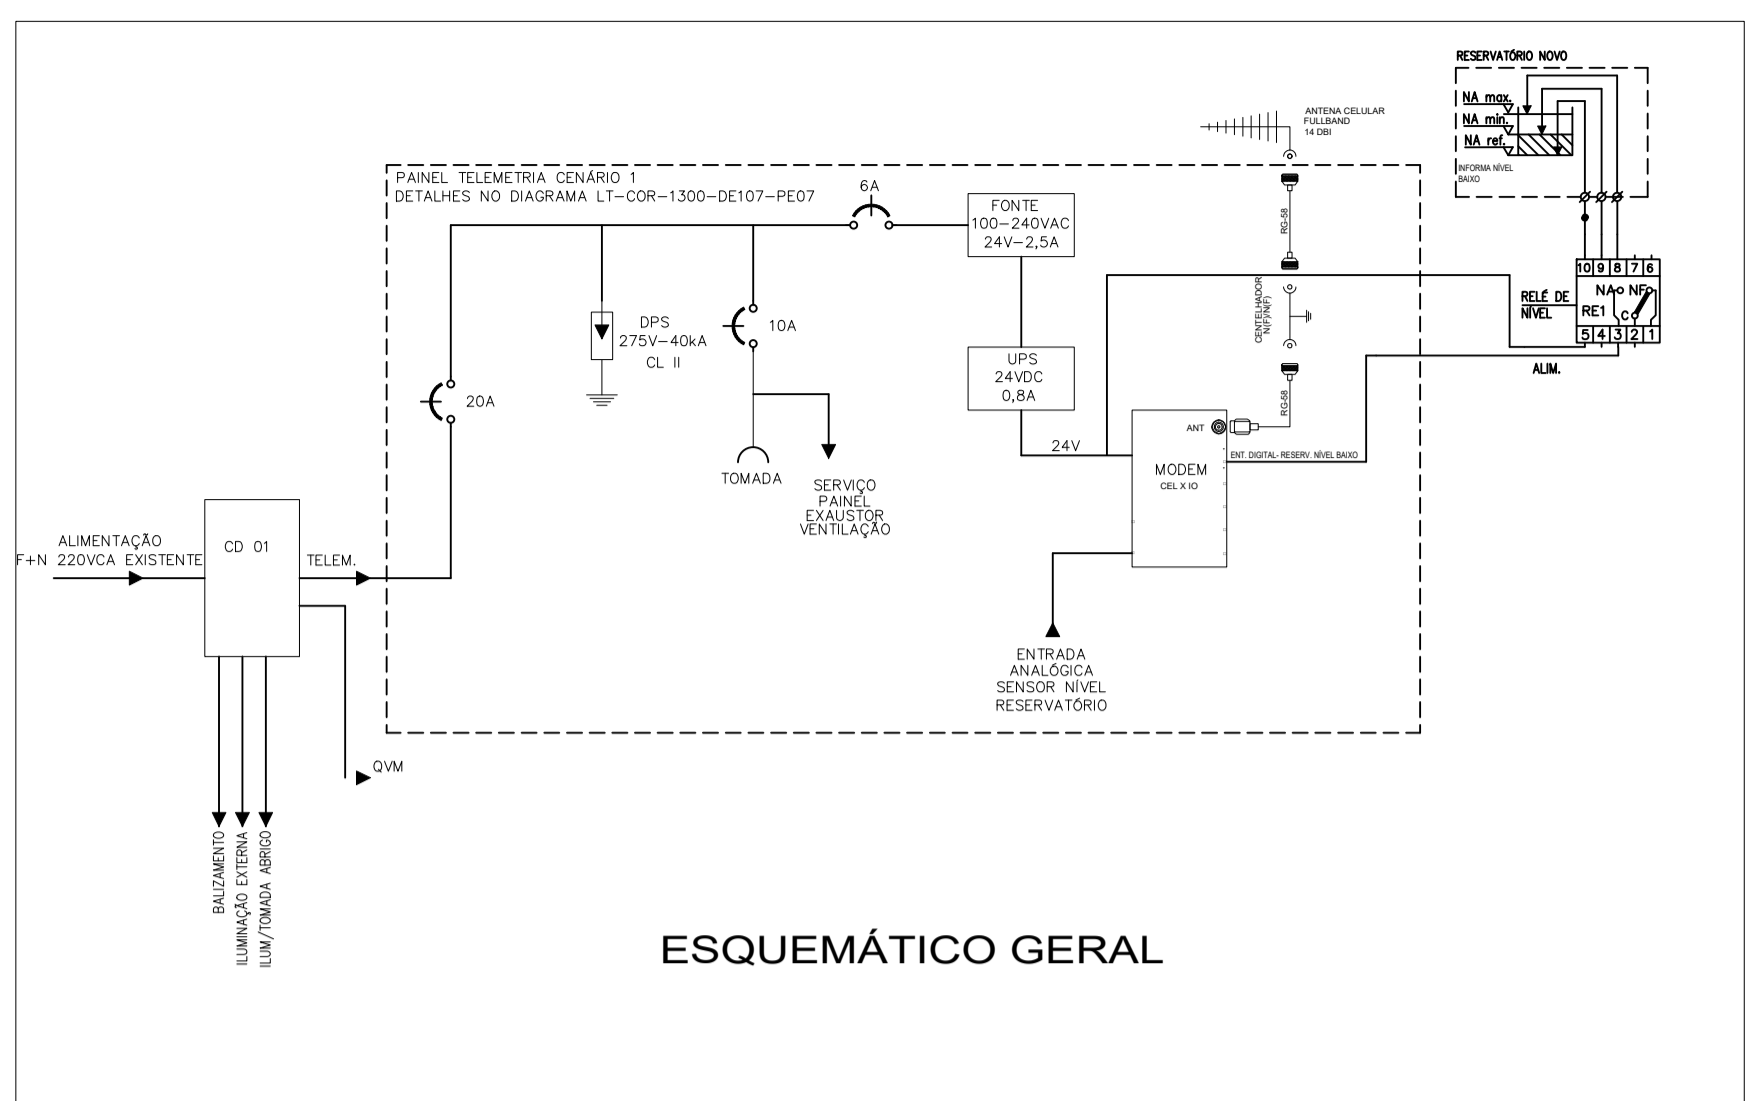 RESERVATÓRIO NOVO
NA max.
NA min.
NA ref.
INFORMA NÍVEL
BAIXO
ANTENA CELULAR
FULLBAND
14 DBI
PAINEL TELEMETRIA CENÁRIO 1
DETALHES NO DIAGRAMA LT-COR-1300-DE107-PE07
6A
FONTE
100-240VAC
24V-2,5A
RG-58
10 9 8 7 6
RELÉ DE
NÍVEL
NA NF
RE1
C
5 4 3 2 1
ALIM.
CENTELHADOR
N(F)/N(F)
DPS
275V-40kA
CL II
10A
20A
UPS
24VDC
0,8A
RG-58
24V
ANT
MODEM
CEL X IO
ENT. DIGITAL- RESERV. NÍVEL BAIXO
TOMADA
SERVIÇO
PAINEL
EXAUSTOR
VENTILAÇÃO
ALIMENTAÇÃO
F+N 220VCA EXISTENTE
CD 01
TELEM.
ENTRADA
ANALÓGICA
SENSOR NÍVEL
RESERVATÓRIO
QVM
BALIZAMENTO
ILUMINAÇÃO EXTERNA
ILUM/TOMADA ABRIGO
ESQUEMÁTICO GERAL